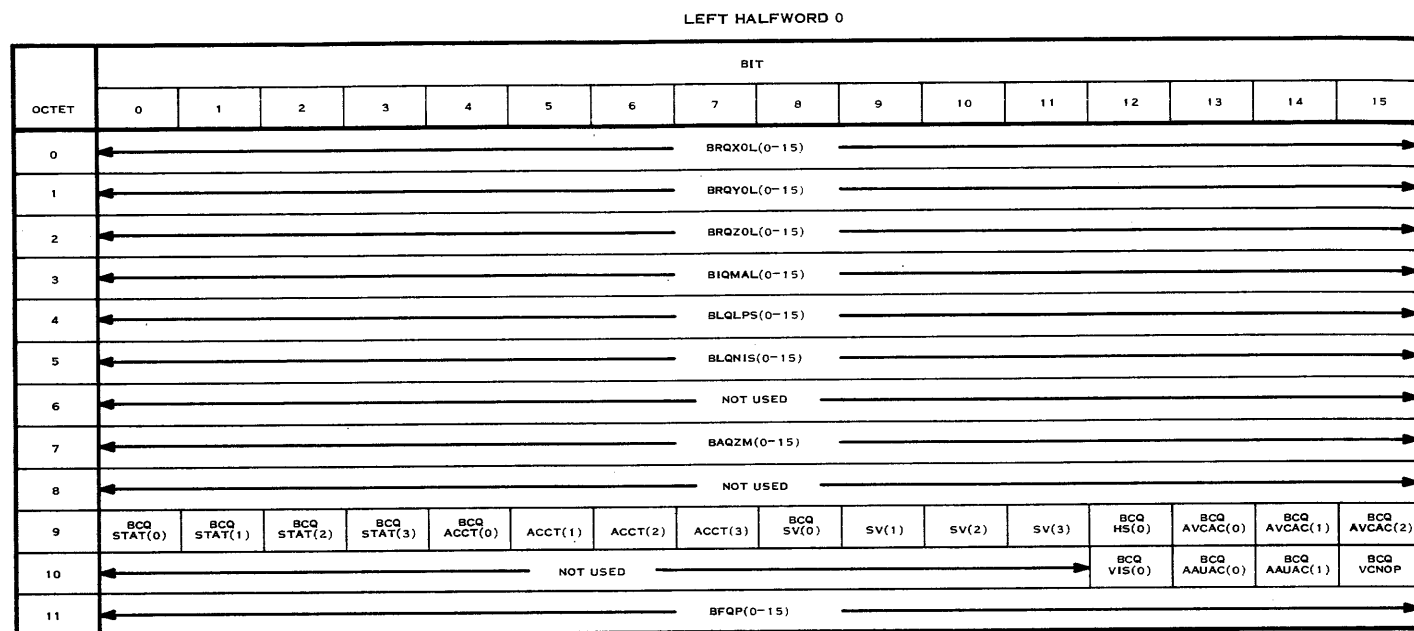 LEFT HALFWORD 0
BIT
OCTET 0 1 2 3 4 5 6 7 8 9 10 11 12 13 14 15
0 BRQX0L(0-15)
1 BRQY0L(0-15)
2 BRQZ0L(0-15)
3 BIQMAL(0-15)
4 BLQLPS(0-15)
5 BLQNIS(0-15)
6 NOT USED
7 BAQZM(0-15)
8 NOT USED
9 BCQ STAT(0) BCQ STAT(1) BCQ STAT(2) BCQ STAT(3) BCQ ACCT(0) ACCT(1) ACCT(2) ACCT(3) BCQ SV(0) SV(1) SV(2) SV(3) BCQ HS(0) BCQ AVCAC(0) BCQ AVCAC(1) BCQ AVCAC(2)
10 NOT USED BCQ VIS(0) BCQ AAUAC(0) BCQ AAUAC(1) BCQ VCNOP
11 BFQP(0-15)